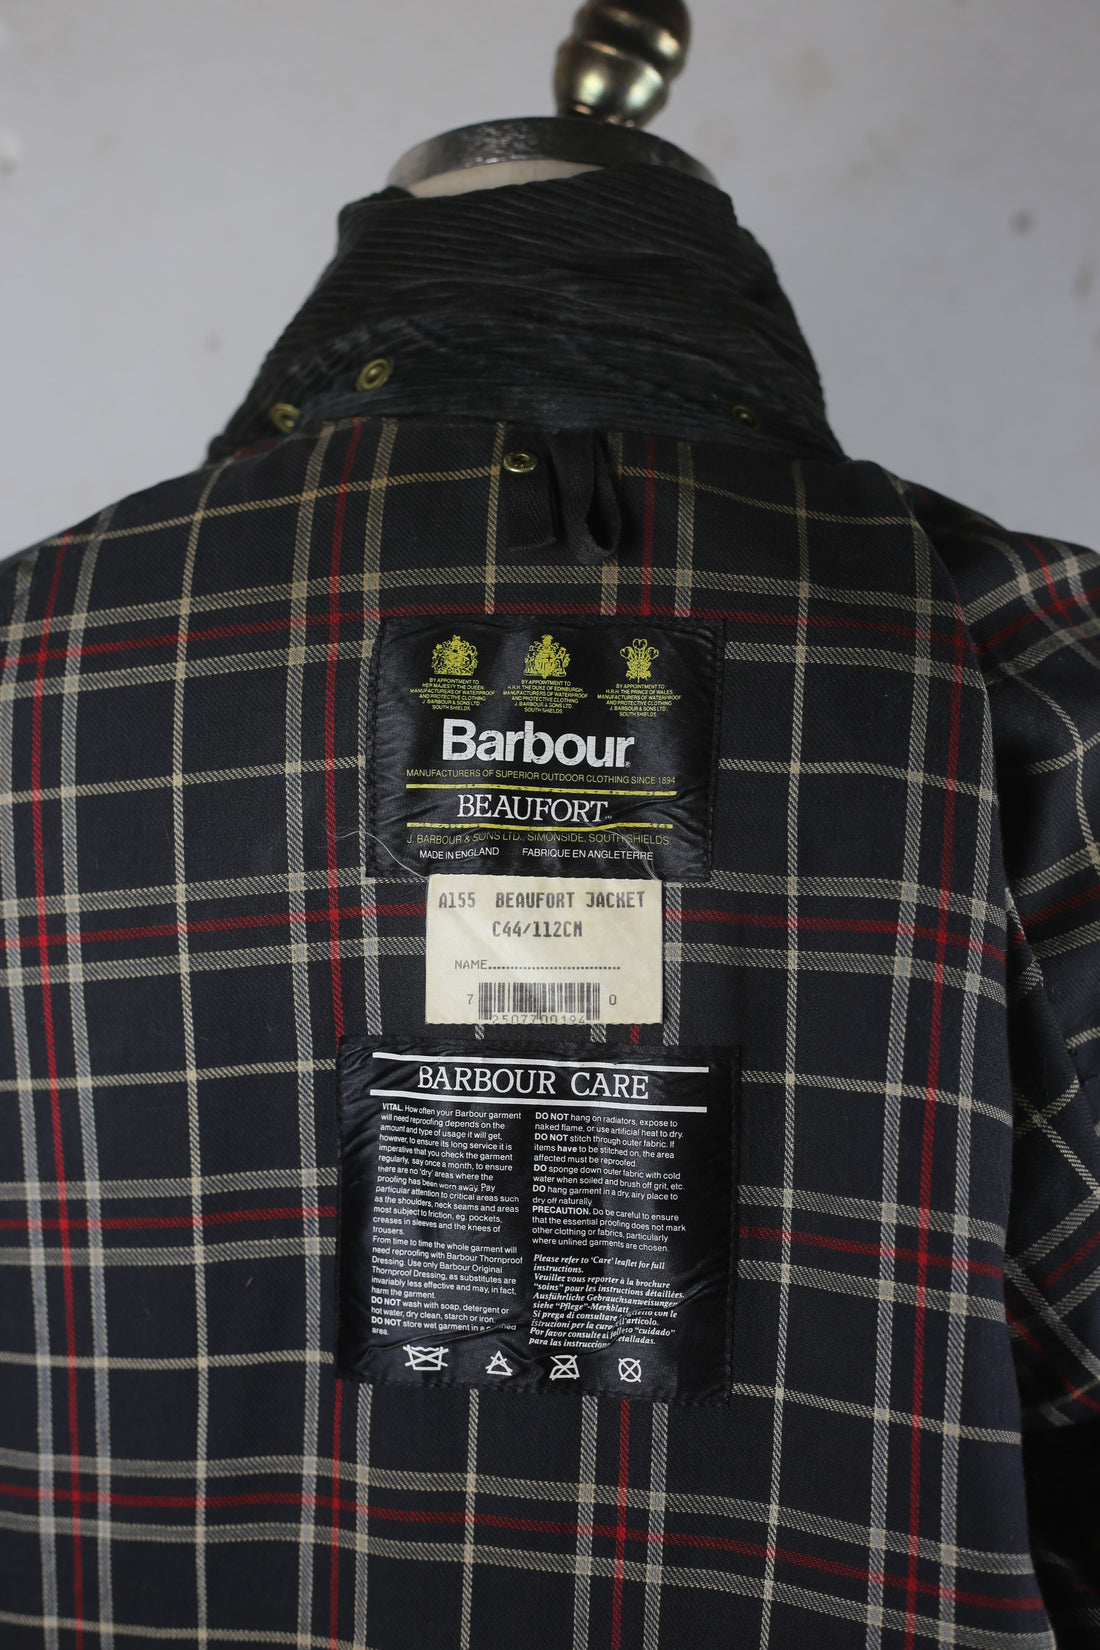 BY APPOINTMENT TO
HER MAJESTY THE QUEEN
MANUFACTURERS OF WATERPROOF
AND PROTECTIVE CLOTHING
J. BARBOUR & SONS LTD
SOUTH SHIELDS
BY APPOINTMENT TO
H.R.H. THE DUKE OF EDINBURGH
MANUFACTURERS OF WATERPROOF
AND PROTECTIVE CLOTHING
J. BARBOUR & SONS LTD
SOUTH SHIELDS
BY APPOINTMENT TO
H.R.H. THE PRINCE OF WALES
MANUFACTURERS OF WATERPROOF
AND PROTECTIVE CLOTHING
J. BARBOUR & SONS LTD.
SOUTH SHIELDS
Barbour
MANUFACTURERS OF SUPERIOR OUTDOOR CLOTHING SINCE 1894
BEAUFORT
J. BARBOUR & SONS LTD., SIMONSIDE, SOUTH SHIELDS.
MADE IN ENGLAND FABRIQUE EN ANGLETERRE
A155 BEAUFORT JACKET
C44/112CM
NAME..............................
7 0
2507700194
BARBOUR CARE
VITAL. How often your Barbour garment
will need reproofing depends on the
amount and type of usage it will get,
however, to ensure its long service it is
imperative that you check the garment
regularly, say once a month, to ensure
there are no 'dry' areas where the
proofing has been worn away. Pay
particular attention to critical areas such
as the shoulders, neck seams and areas
most subject to friction, eg. pockets,
creases in sleeves and the knees of
trousers.
From time to time the whole garment will
need reproofing with Barbour Thornproof
Dressing. Use only Barbour Original
Thornproof Dressing, as substitutes are
invariably less effective and may, in fact,
harm the garment.
DO NOT wash with soap, detergent or
hot water, dry clean, starch or iron.
DO NOT store wet garment in a
area.
DO NOT hang on radiators, expose to
naked flame, or use artificial heat to dry.
DO NOT stitch through outer fabric. If
items have to be stitched on, the area
affected must be reproofed.
DO sponge down outer fabric with cold
water when soiled and brush off grit, etc.
DO hang garment in a dry, airy place to
dry off naturally.
PRECAUTION. Do be careful to ensure
that the essential proofing does not mark
other clothing or fabrics, particularly
where unlined garments are chosen.
Please refer to 'Care' leaflet for full
instructions.
Veuillez vous reporter à la brochure
"soins" pour les instructions détaillées.
Ausführliche Gebrauchsanweisungen
siehe "Pflege"-Merkblatt
Si prega di consultare con le
istruzioni per la cura
Por favor consulte al "cuidado"
para las